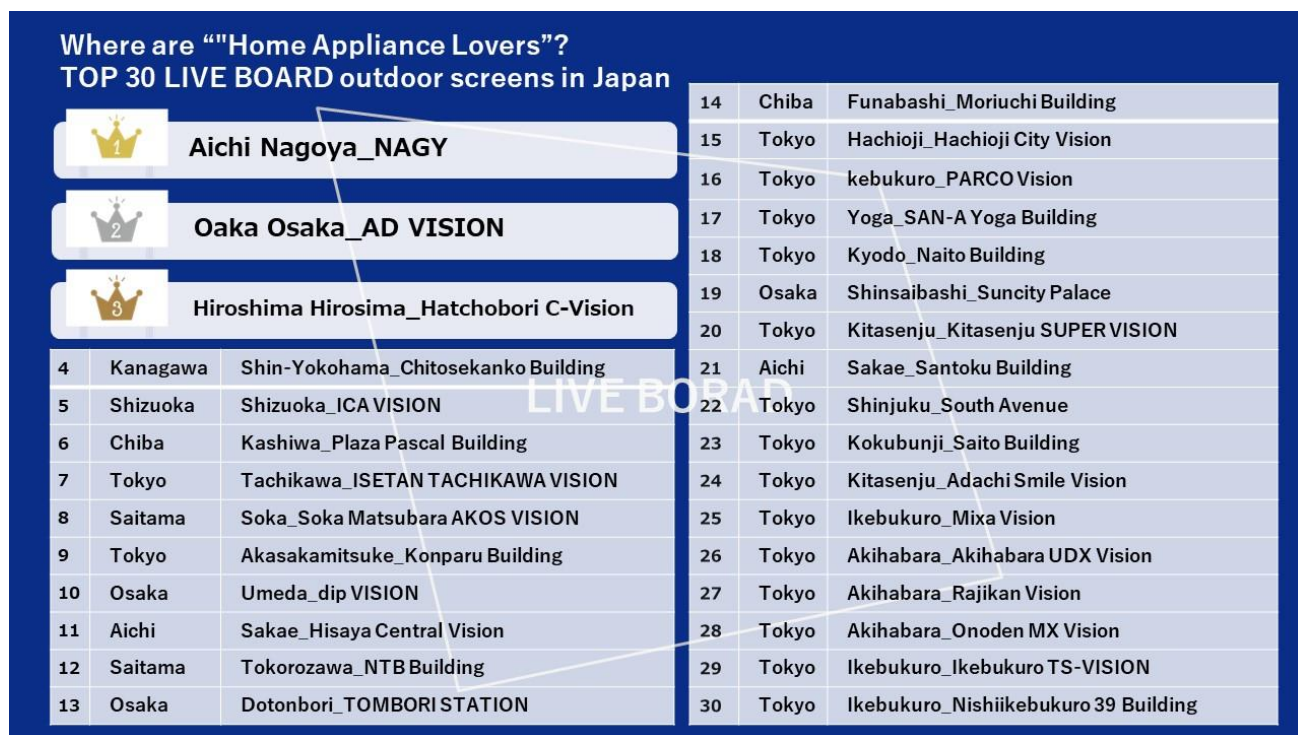 Where are “"Home Appliance Lovers”?
TOP 30 LIVE BOARD outdoor screens in Japan
1 Aichi Nagoya_NAGY
2 Oaka Osaka_AD VISION
3 Hiroshima Hirosima_Hatchobori C-Vision
4 Kanagawa Shin-Yokohama_Chitosekanko Building
5 Shizuoka Shizuoka_ICA VISION
6 Chiba Kashiwa_Plaza Pascal Building
7 Tokyo Tachikawa_ISETAN TACHIKAWA VISION
8 Saitama Soka_Soka Matsubara AKOS VISION
9 Tokyo Akasakamitsuke_Konparu Building
10 Osaka Umeda_dip VISION
11 Aichi Sakae_Hisaya Central Vision
12 Saitama Tokorozawa_NTB Building
13 Osaka Dotonbori_TOMBORI STATION
14 Chiba Funabashi_Moriuchi Building
15 Tokyo Hachioji_Hachioji City Vision
16 Tokyo kebukuro_PARCO Vision
17 Tokyo Yoga_SAN-A Yoga Building
18 Tokyo Kyodo_Naito Building
19 Osaka Shinsaibashi_Suncity Palace
20 Tokyo Kitasenju_Kitasenju SUPER VISION
21 Aichi Sakae_Santoku Building
22 Tokyo Shinjuku_South Avenue
23 Tokyo Kokubunji_Saito Building
24 Tokyo Kitasenju_Adachi Smile Vision
25 Tokyo Ikebukuro_Mixa Vision
26 Tokyo Akihabara_Akihabara UDX Vision
27 Tokyo Akihabara_Rajikan Vision
28 Tokyo Akihabara_Onoden MX Vision
29 Tokyo Ikebukuro_Ikebukuro TS-VISION
30 Tokyo Ikebukuro_Nishiikebukuro 39 Building
LIVE BORAD